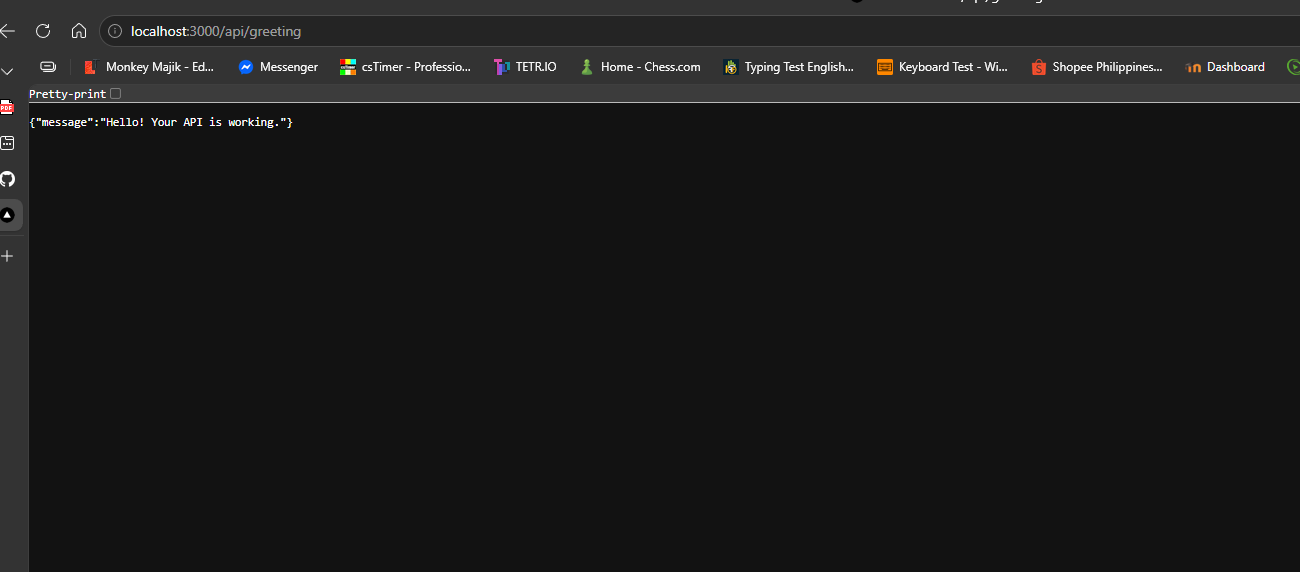 localhost:3000/api/greeting
Monkey Majik - Ed... Messenger csTimer - Professio... TETR.IO Home - Chess.com Typing Test English... Keyboard Test - Wi... Shopee Philippines... Dashboard
PDF
Pretty-print
{"message":"Hello! Your API is working."}